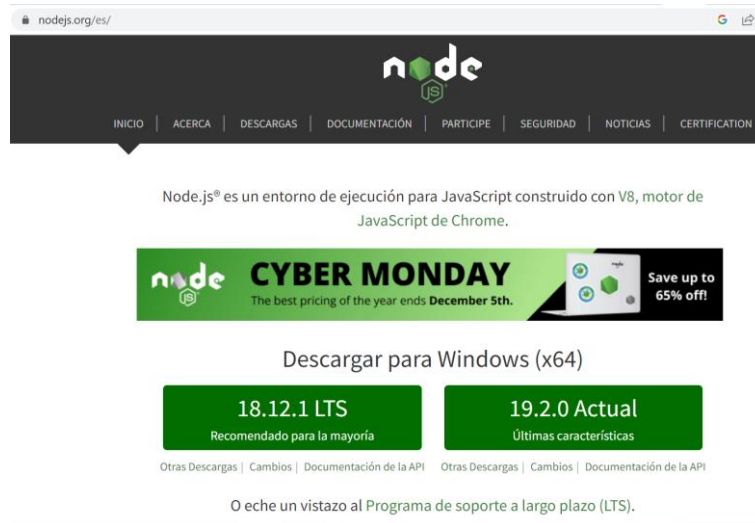 nodejs.org/es/
node
JS
INICIO | ACERCA | DESCARGAS | DOCUMENTACIÓN | PARTICIPE | SEGURIDAD | NOTICIAS | CERTIFICATION
Node.js® es un entorno de ejecución para JavaScript construido con V8, motor de
JavaScript de Chrome.
node
JS
CYBER MONDAY
The best pricing of the year ends December 5th.
Save up to
65% off!
Descargar para Windows (x64)
18.12.1 LTS
Recomendado para la mayoría
19.2.0 Actual
Últimas características
Otras Descargas | Cambios | Documentación de la API
Otras Descargas | Cambios | Documentación de la API
O eche un vistazo al Programa de soporte a largo plazo (LTS).